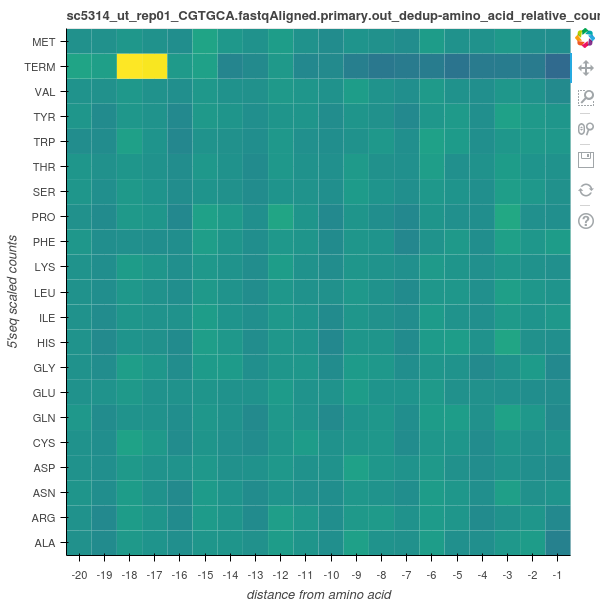 sc5314_ut_rep01_CGTGCA.fastqAligned.primary.out_dedup-amino_acid_relative_cou
MET
TERM
VAL
TYR
TRP
THR
SER
PRO
PHE
LYS
LEU
ILE
HIS
GLY
GLU
GLN
CYS
ASP
ASN
ARG
ALA
5'seq scaled counts
-20 -19 -18 -17 -16 -15 -14 -13 -12 -11 -10 -9 -8 -7 -6 -5 -4 -3 -2 -1
distance from amino acid